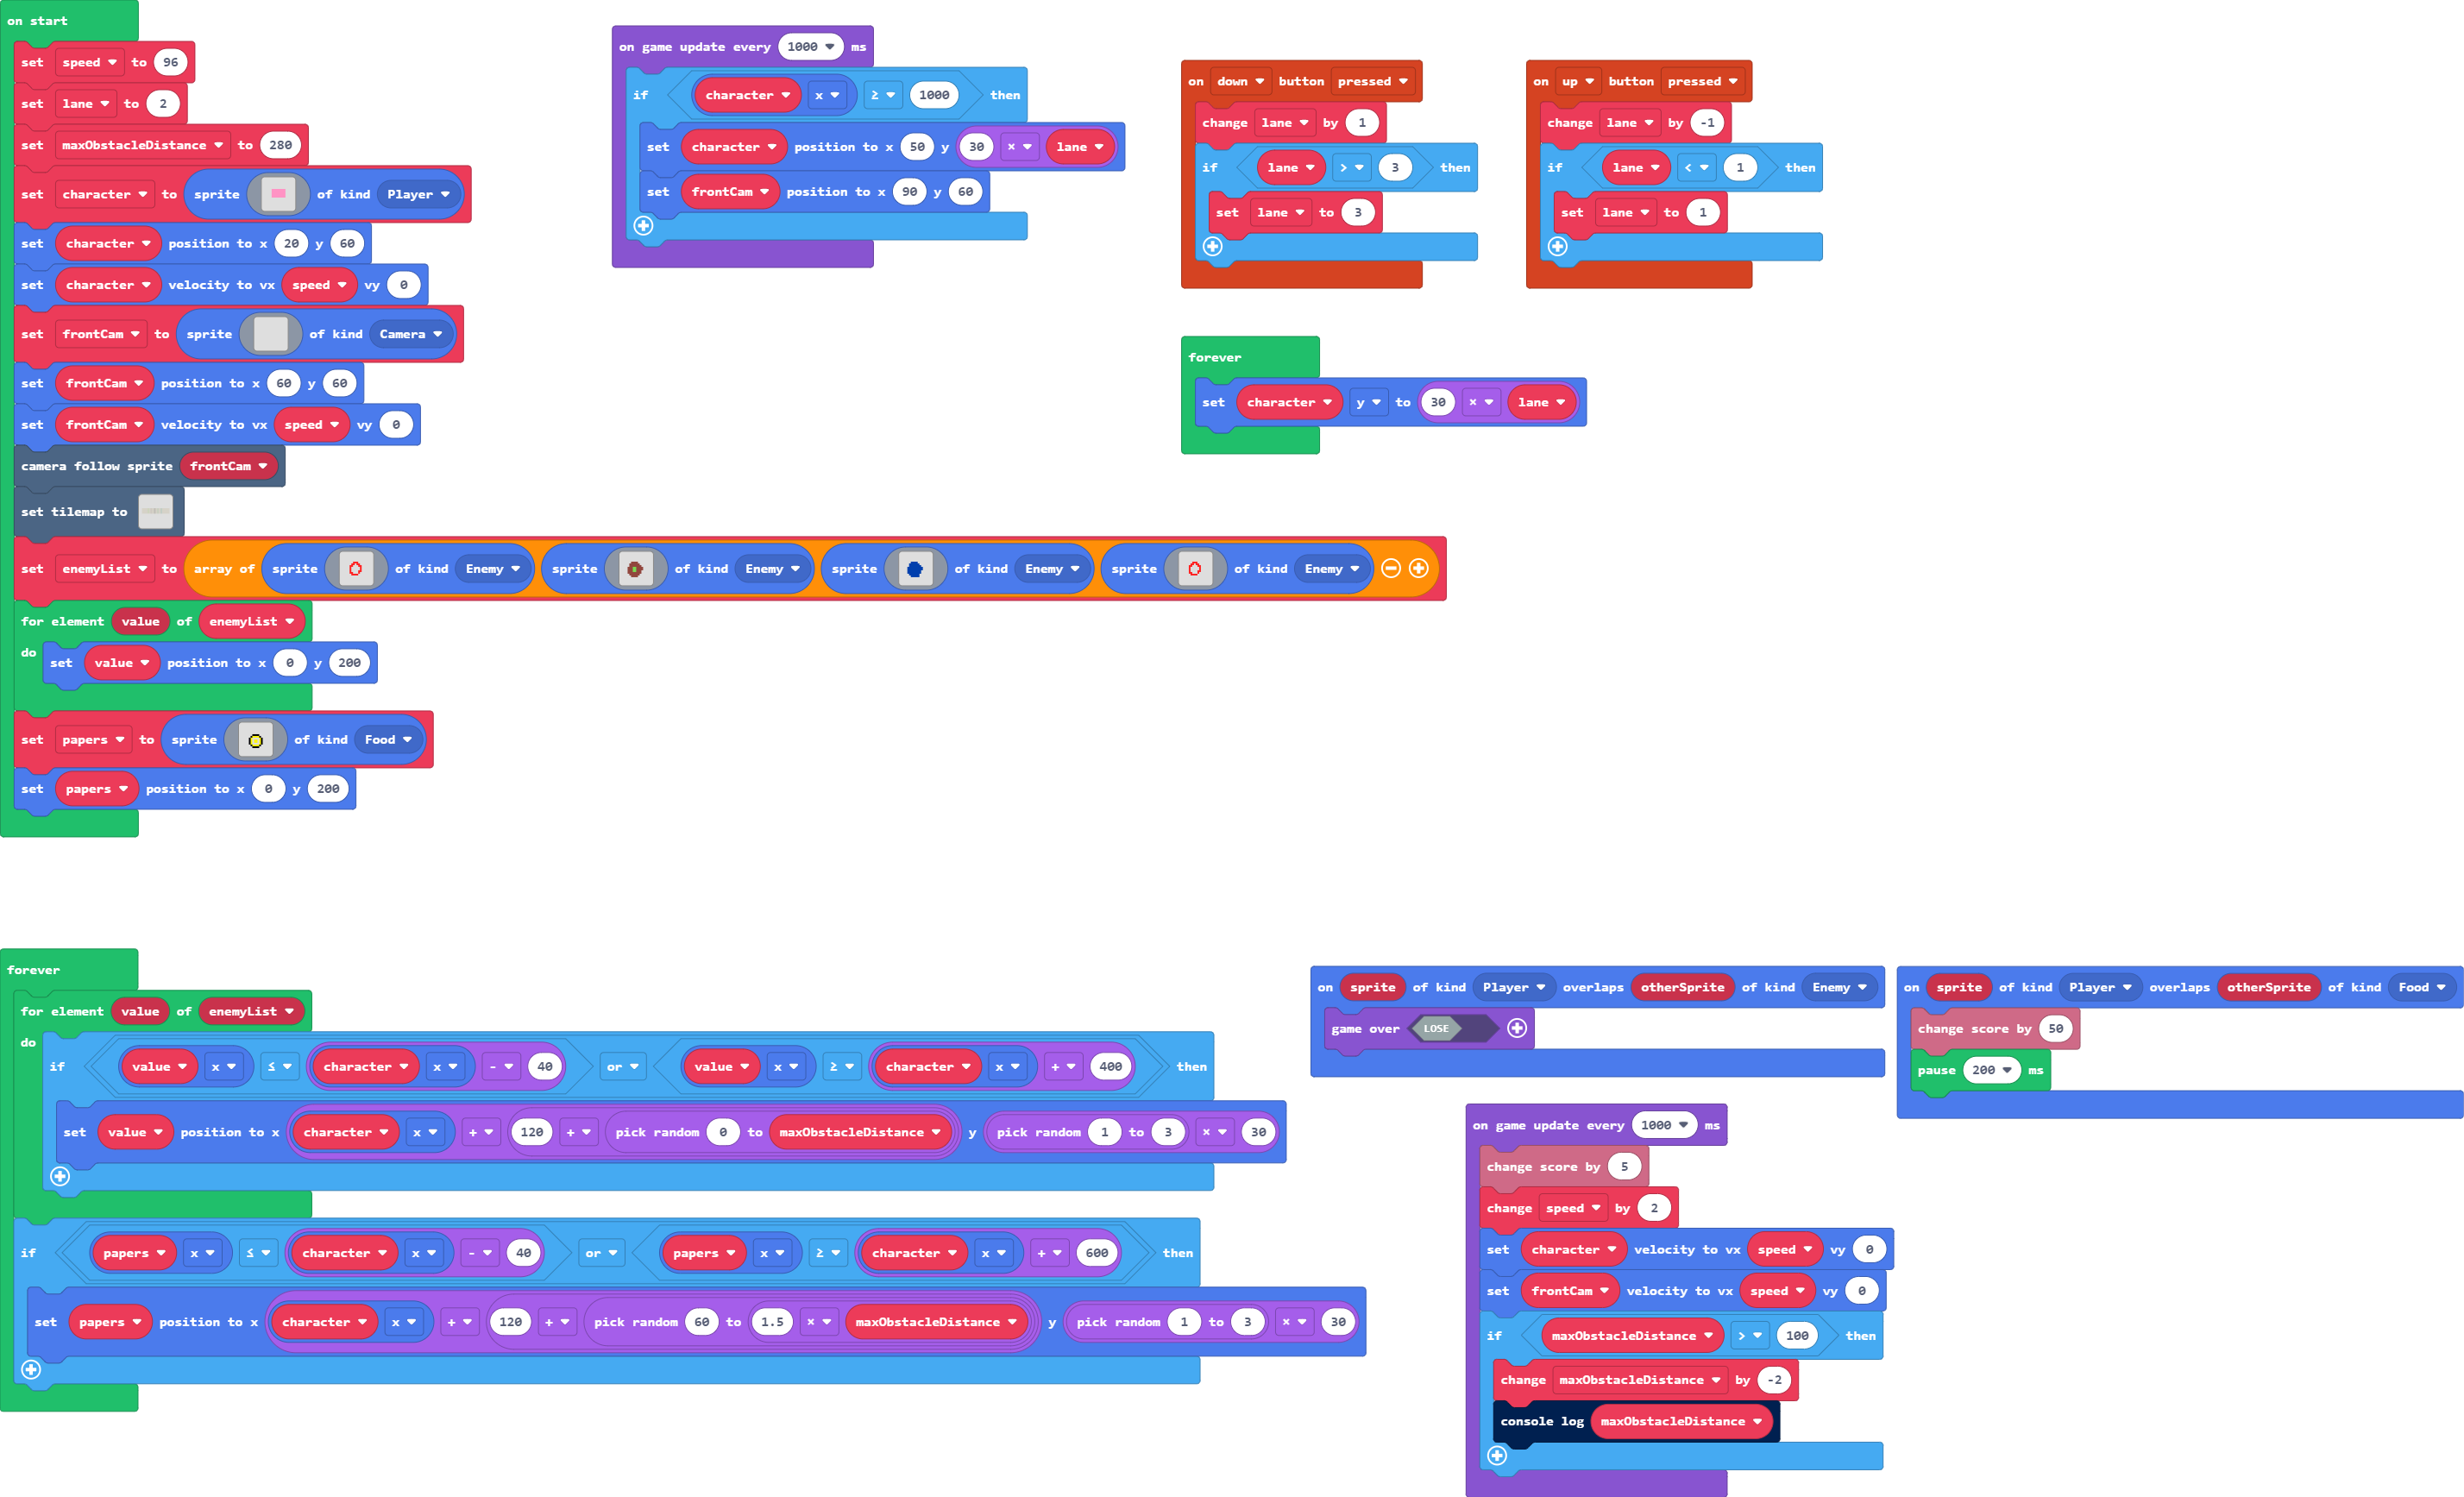 on start
set speed to 96
set lane to 2
set maxObstacleDistance to 280
set character to sprite of kind Player
set character position to x 20 y 60
set character velocity to vx speed vy 0
set frontCam to sprite of kind Camera
set frontCam position to x 60 y 60
set frontCam velocity to vx speed vy 0
camera follow sprite frontCam
set tilemap to
set enemyList to array of sprite of kind Enemy sprite of kind Enemy sprite of kind Enemy sprite of kind Enemy
for element value of enemyList
do set value position to x 0 y 200
set papers to sprite of kind Food
set papers position to x 0 y 200
on game update every 1000 ms
if character x ≥ 1000 then
set character position to x 50 y 30 × lane
set frontCam position to x 90 y 60
on down button pressed
change lane by 1
if lane > 3 then
set lane to 3
on up button pressed
change lane by -1
if lane < 1 then
set lane to 1
forever
set character y to 30 × lane
forever
for element value of enemyList
do
if value x ≤ character x - 40 or value x ≥ character x + 400 then
set value position to x character x + 120 + pick random 0 to maxObstacleDistance y pick random 1 to 3 × 30
if papers x ≤ character x - 40 or papers x ≥ character x + 600 then
set papers position to x character x + 120 + pick random 60 to 1.5 × maxObstacleDistance y pick random 1 to 3 × 30
on sprite of kind Player overlaps otherSprite of kind Enemy
game over LOSE
on sprite of kind Player overlaps otherSprite of kind Food
change score by 50
pause 200 ms
on game update every 1000 ms
change score by 5
change speed by 2
set character velocity to vx speed vy 0
set frontCam velocity to vx speed vy 0
if maxObstacleDistance > 100 then
change maxObstacleDistance by -2
console log maxObstacleDistance